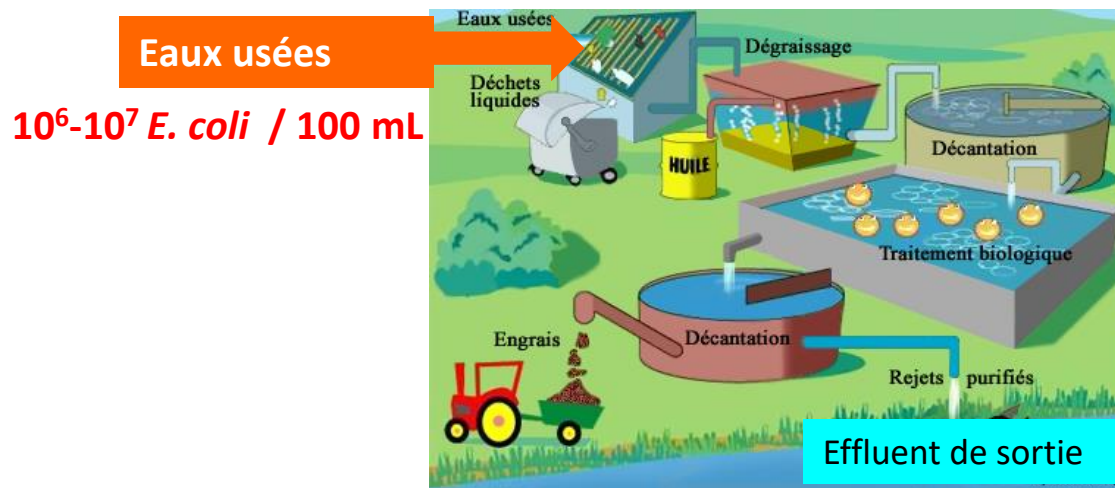 Eaux usées
Eaux usées
10⁶-10⁷ E. coli / 100 mL
Déchets
liquides
Dégraissage
HUILE
Décantation
Traitement biologique
Engrais
Décantation
Rejets purifiés
Effluent de sortie